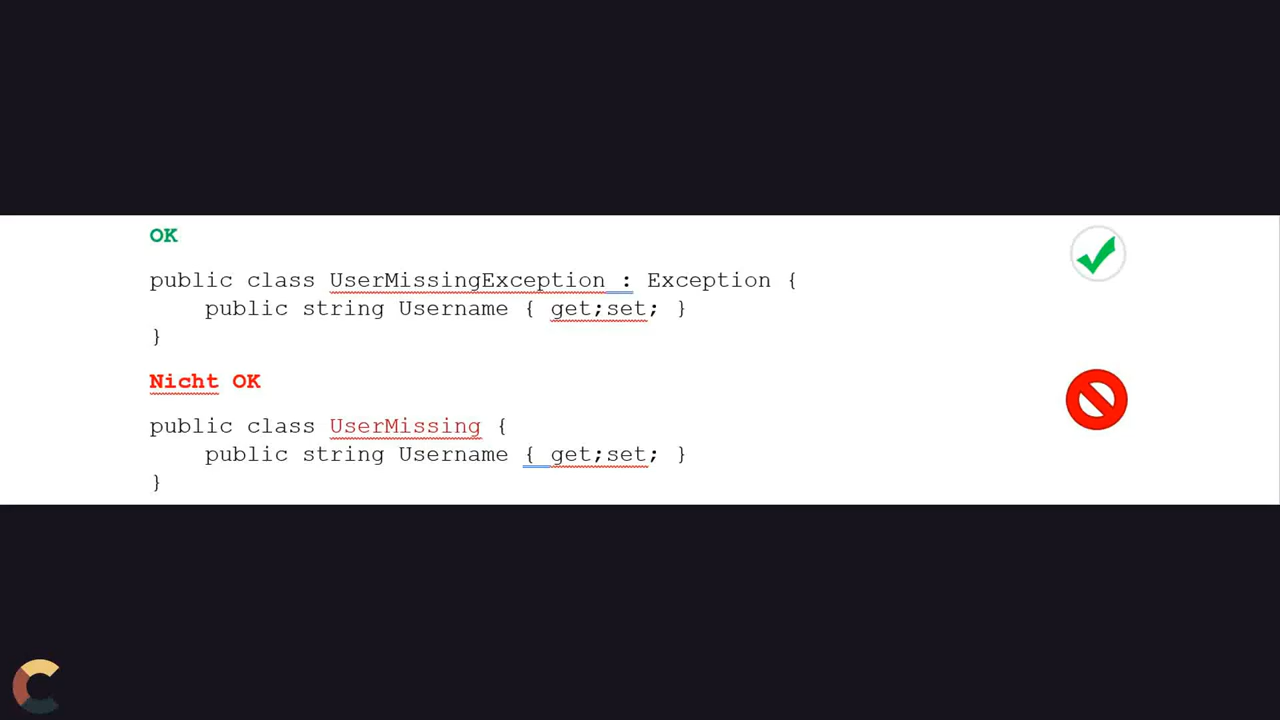 OK
public class UserMissingException : Exception {
public string Username { get;set; }
}
Nicht OK
public class UserMissing {
public string Username { get;set; }
}